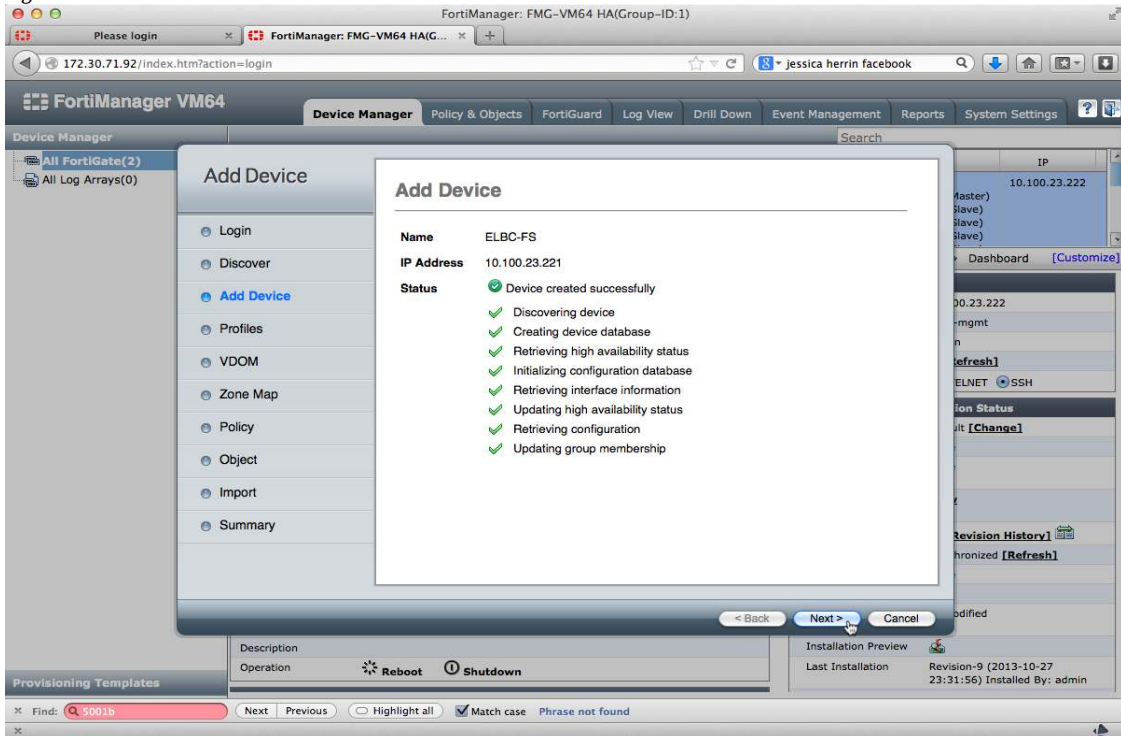 FortiManager: FMG-VM64 HA(Group-ID:1)
Please login
FortiManager: FMG-VM64 HA(G...
172.30.71.92/index.htm?action=login
jessica herrin facebook
FortiManager VM64
Device Manager
Policy & Objects
FortiGuard
Log View
Drill Down
Event Management
Reports
System Settings
Device Manager
Search
All FortiGate(2)
All Log Arrays(0)
IP
10.100.23.222
Master)
Slave)
Slave)
Slave)
Dashboard [Customize]
Add Device
Login
Discover
Add Device
Profiles
VDOM
Zone Map
Policy
Object
Import
Summary
Add Device
Name ELBC-FS
IP Address 10.100.23.221
Status Device created successfully
Discovering device
Creating device database
Retrieving high availability status
Initializing configuration database
Retrieving interface information
Updating high availability status
Retrieving configuration
Updating group membership
< Back
Next >
Cancel
00.23.222
-mgmt
n
Refresh]
ELNET SSH
ion Status
ult [Change]
Revision History]
hronized [Refresh]
odified
Description
Operation Reboot Shutdown
Installation Preview
Last Installation Revision-9 (2013-10-27
23:31:56) Installed By: admin
Provisioning Templates
Find: 5001b
Next Previous Highlight all Match case Phrase not found